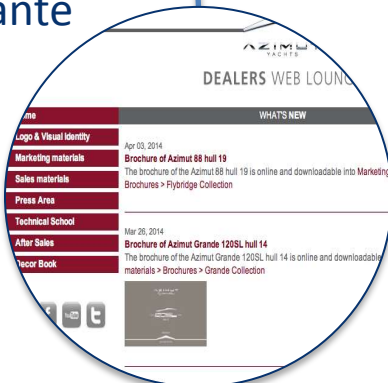 ante
AZIMUT
YACHTS
DEALERS WEB LOUN
WHAT'S NEW
Logo & Visual Identity
Marketing materials
Sales materials
Press Area
Technical School
After Sales
Decor Book
Apr 03, 2014
Brochure of Azimut 88 hull 19
The brochure of the Azimut 88 hull 19 is online and downloadable into Marketing
Brochures > Flybridge Collection
Mar 26, 2014
Brochure of Azimut Grande 120SL hull 14
The brochure of Azimut Grande 120SL hull 14 is online and downloadable
materials > Brochures > Grande Collection